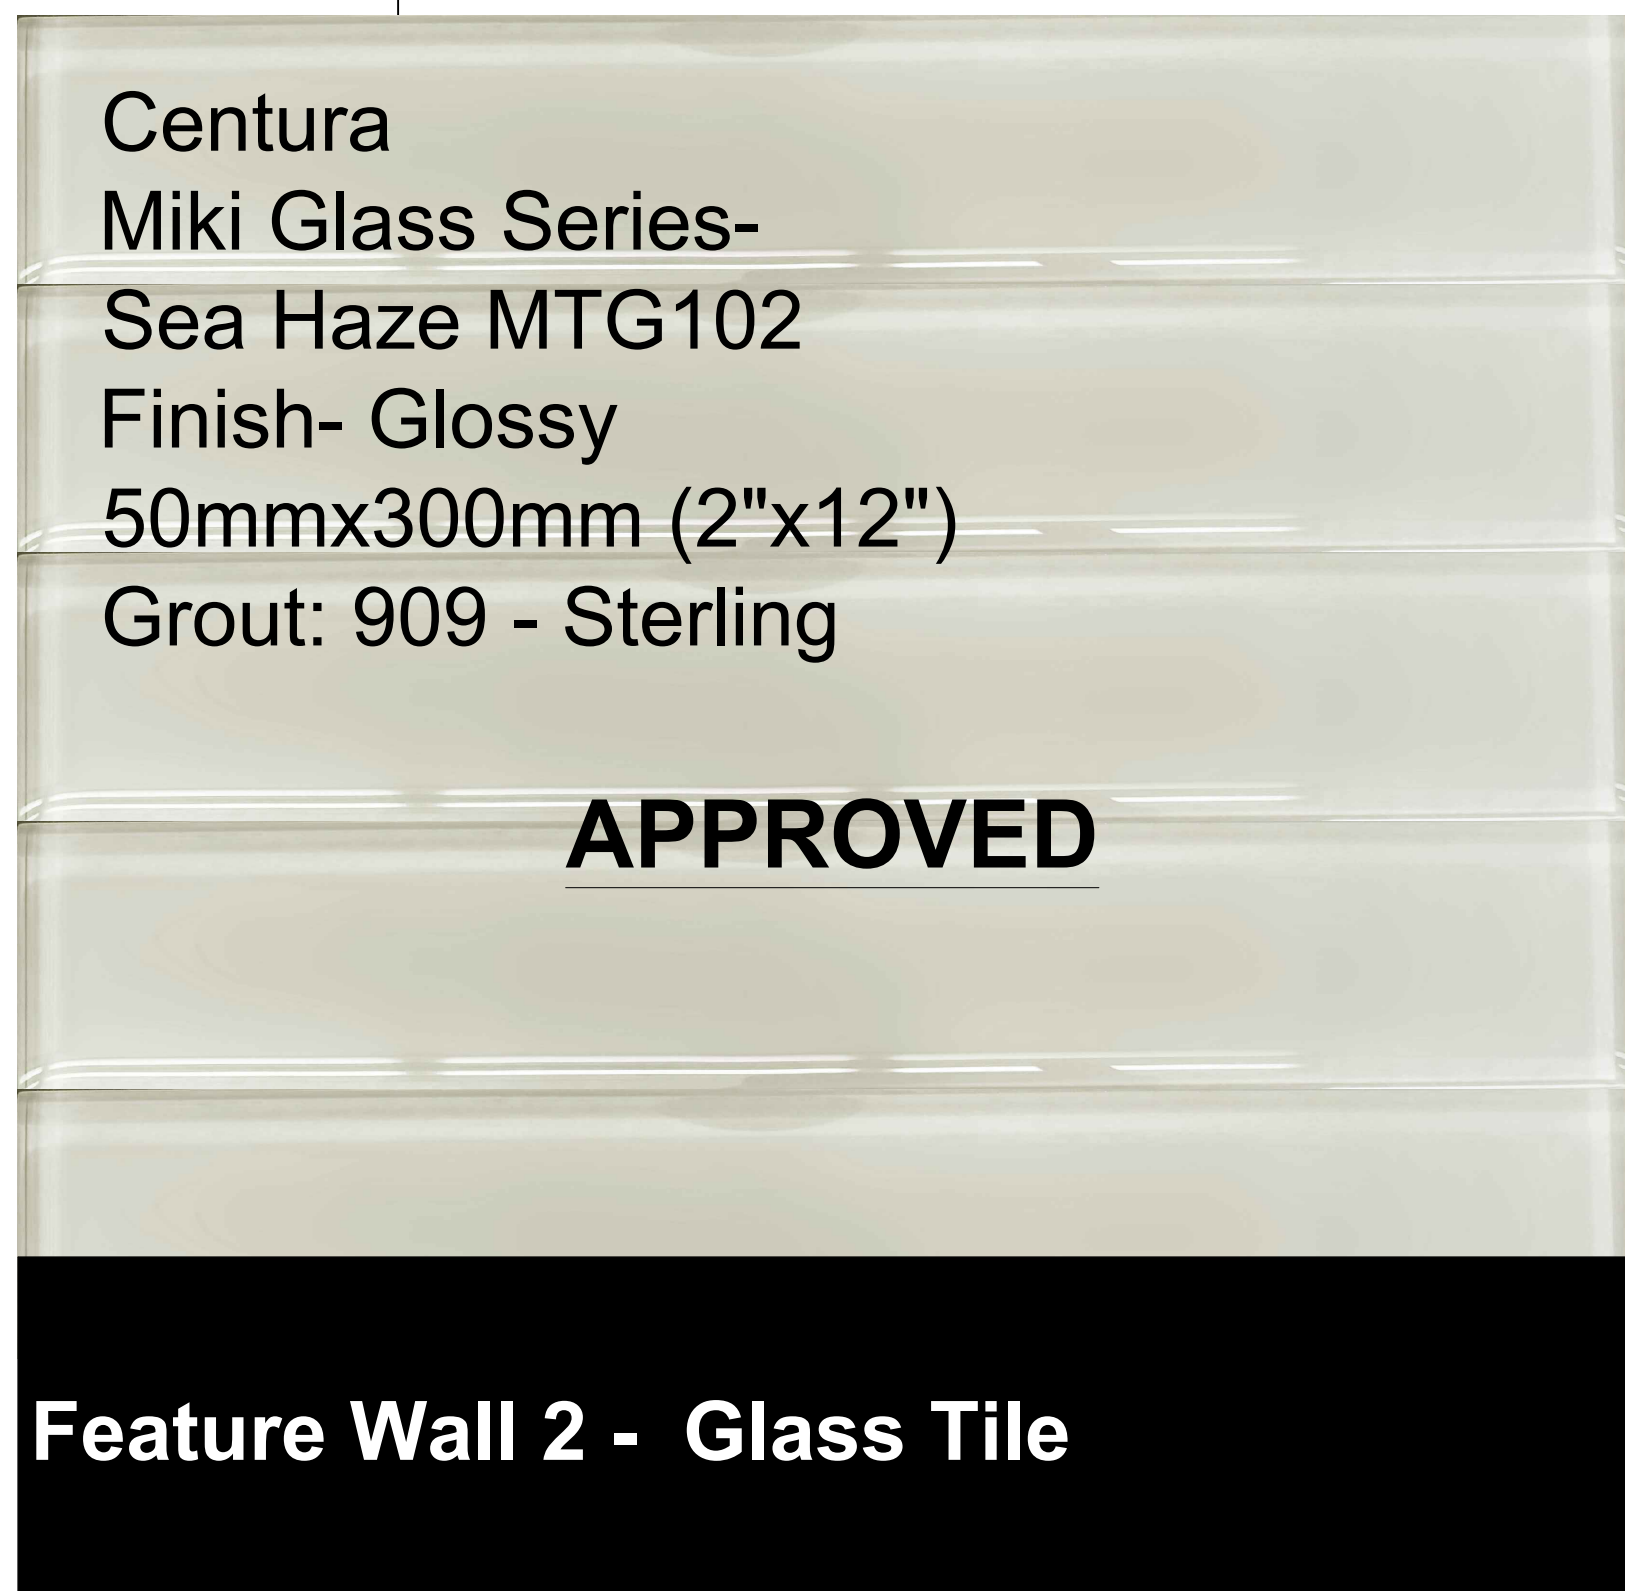 Centura
Miki Glass Series-
Sea Haze MTG102
Finish- Glossy
50mmx300mm (2"x12")
Grout: 909 - Sterling
APPROVED
Feature Wall 2 -  Glass Tile